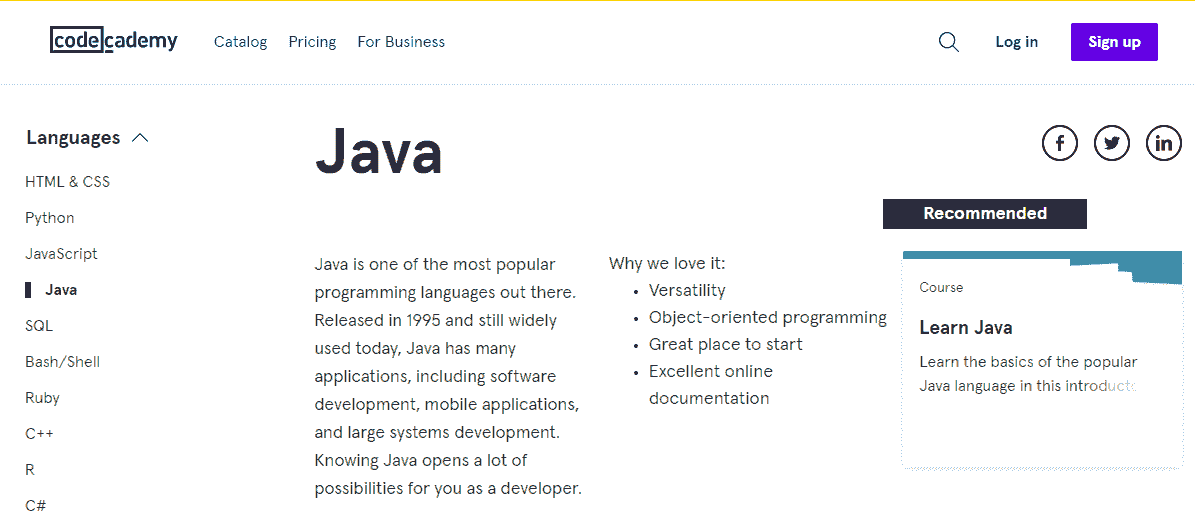 codecademy
Catalog Pricing For Business
Log in
Sign up
Languages
HTML & CSS
Python
JavaScript
Java
SQL
Bash/Shell
Ruby
C++
R
C#
Java
Java is one of the most popular
programming languages out there.
Released in 1995 and still widely
used today, Java has many
applications, including software
development, mobile applications,
and large systems development.
Knowing Java opens a lot of
possibilities for you as a developer.
Why we love it:
• Versatility
• Object-oriented programming
• Great place to start
• Excellent online
documentation
f in
Recommended
Course
Learn Java
Learn the basics of the popular
Java language in this introducto